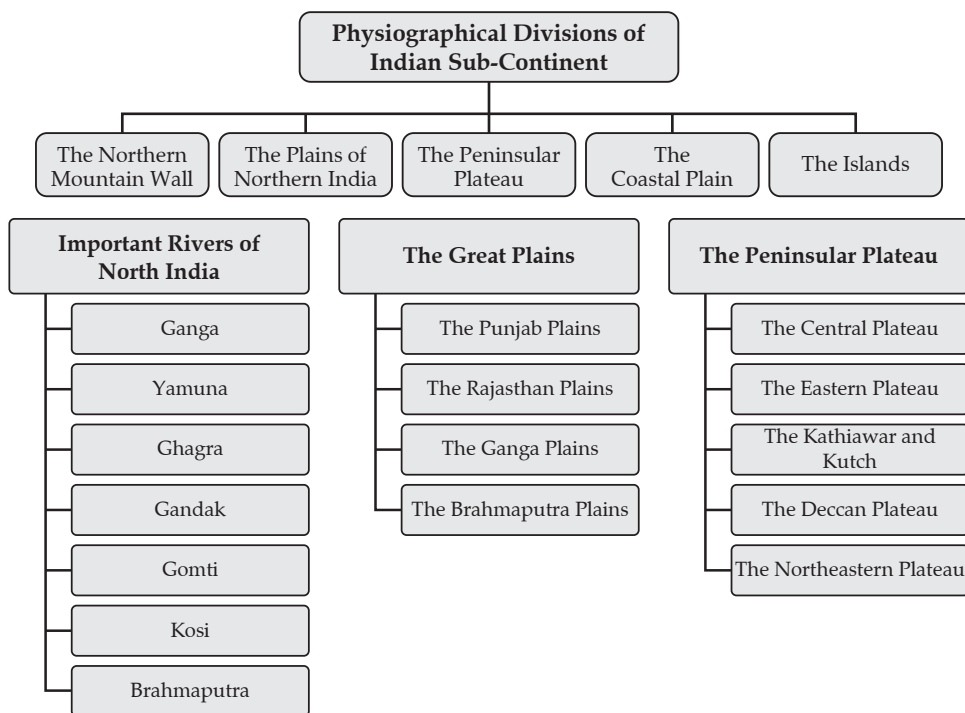 Physiographical Divisions of
Indian Sub-Continent
The Northern
Mountain Wall
The Plains of
Northern India
The Peninsular
Plateau
The
Coastal Plain
The Islands
Important Rivers of
North India
Ganga
Yamuna
Ghagra
Gandak
Gomti
Kosi
Brahmaputra
The Great Plains
The Punjab Plains
The Rajasthan Plains
The Ganga Plains
The Brahmaputra Plains
The Peninsular Plateau
The Central Plateau
The Eastern Plateau
The Kathiawar and
Kutch
The Deccan Plateau
The Northeastern Plateau